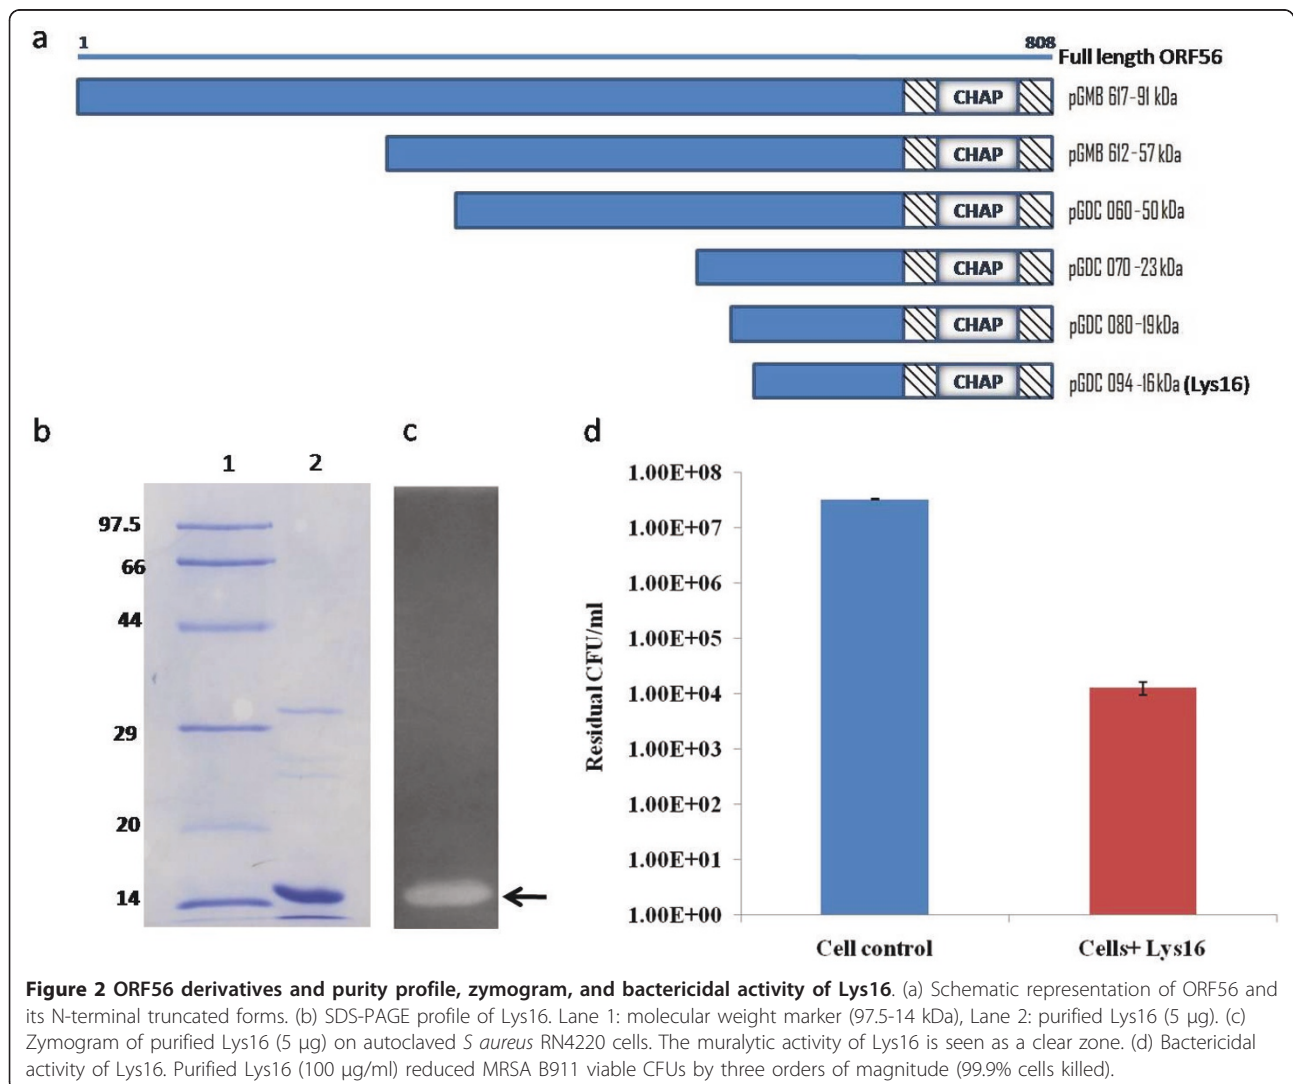 a
1
808
Full length ORF56
CHAP
pGMB 617-91 kDa
CHAP
pGMB 612-57 kDa
CHAP
pGDC 060-50 kDa
CHAP
pGDC 070-23 kDa
CHAP
pGDC 080-19 kDa
CHAP
pGDC 094-16 kDa (Lys16)
b
1
2
97.5
66
44
29
20
14
c
d
Residual CFU/ml
1.00E+08
1.00E+07
1.00E+06
1.00E+05
1.00E+04
1.00E+03
1.00E+02
1.00E+01
1.00E+00
Cell control
Cells+ Lys16
Figure 2 ORF56 derivatives and purity profile, zymogram, and bactericidal activity of Lys16. (a) Schematic representation of ORF56 and
its N-terminal truncated forms. (b) SDS-PAGE profile of Lys16. Lane 1: molecular weight marker (97.5-14 kDa), Lane 2: purified Lys16 (5 μg). (c)
Zymogram of purified Lys16 (5 μg) on autoclaved S aureus RN4220 cells. The muralytic activity of Lys16 is seen as a clear zone. (d) Bactericidal
activity of Lys16. Purified Lys16 (100 μg/ml) reduced MRSA B911 viable CFUs by three orders of magnitude (99.9% cells killed).